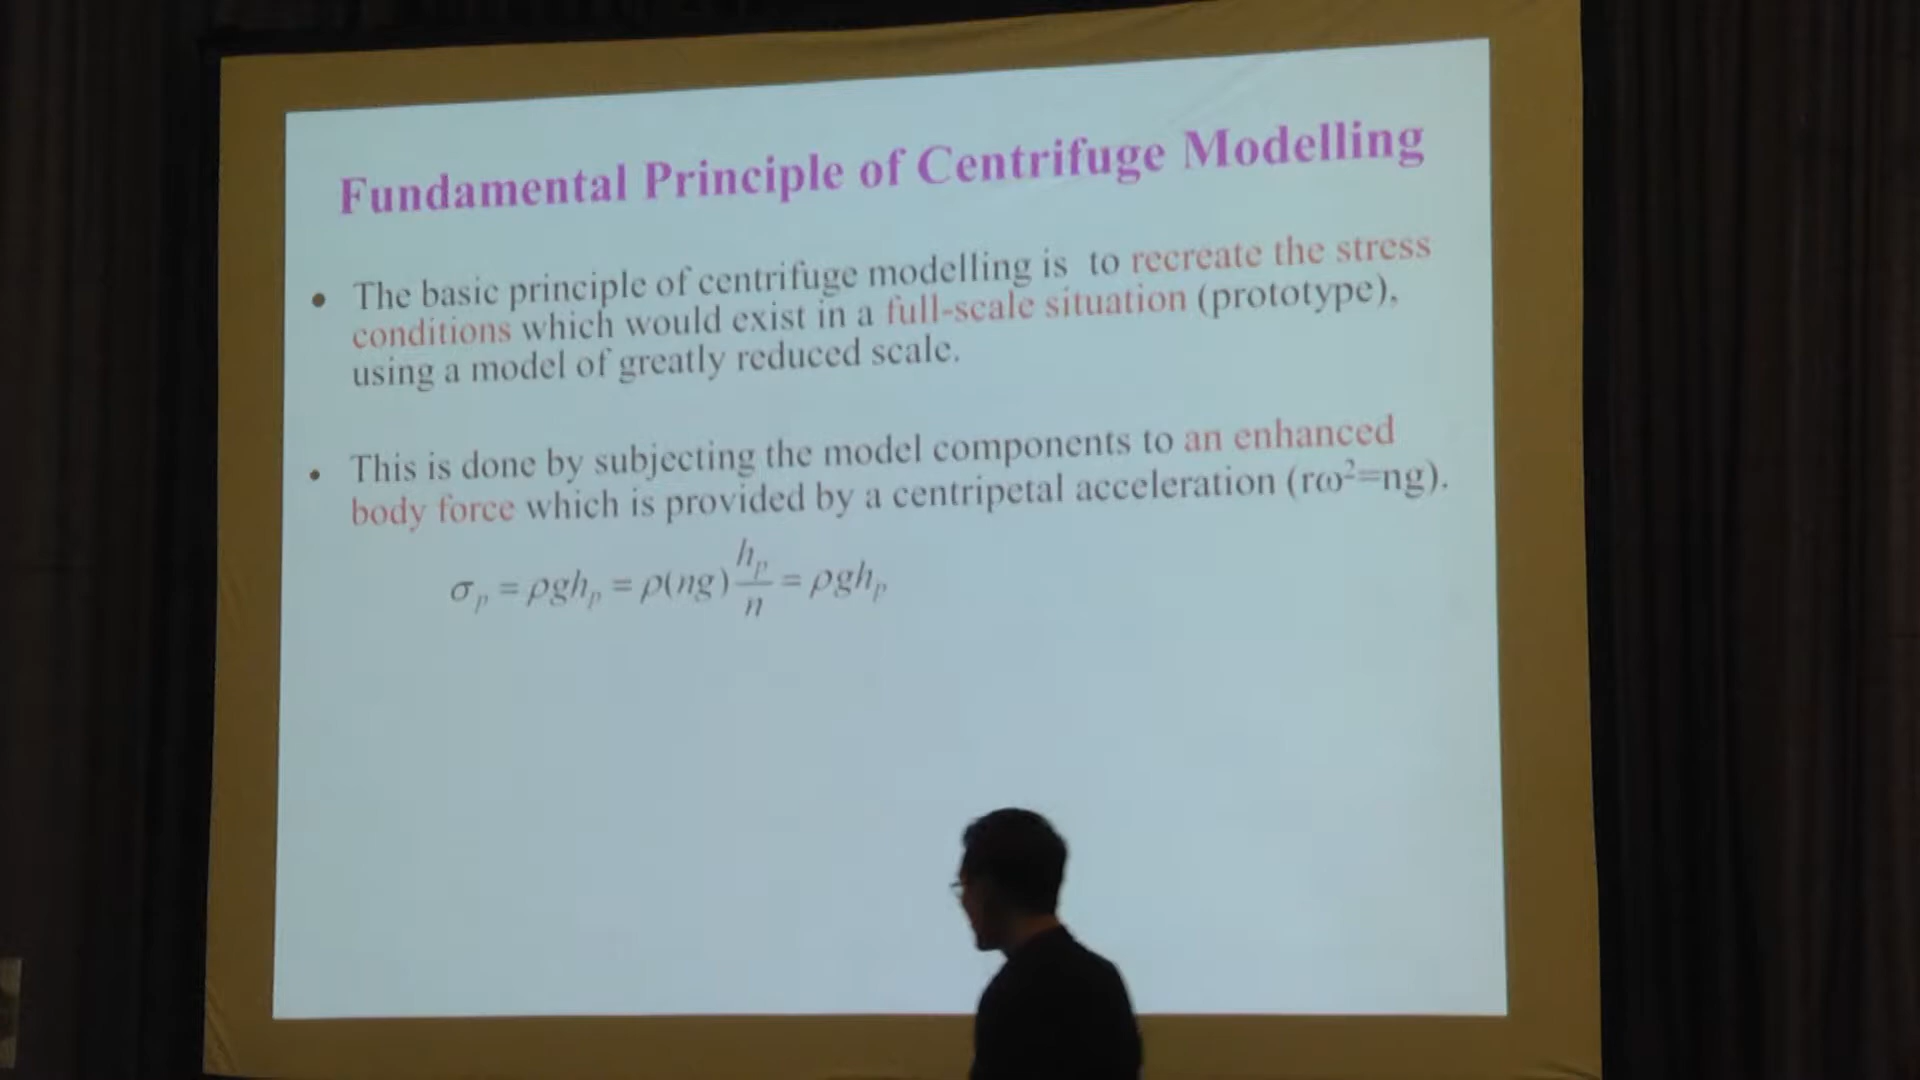 Fundamental Principle of Centrifuge Modelling
• The basic principle of centrifuge modelling is to recreate the stress
conditions which would exist in a full-scale situation (prototype),
using a model of greatly reduced scale.
• This is done by subjecting the model components to an enhanced
body force which is provided by a centripetal acceleration (rω²=ng).
σₚ = ρghₚ = ρ(ng) hₚ/n = ρghₚ